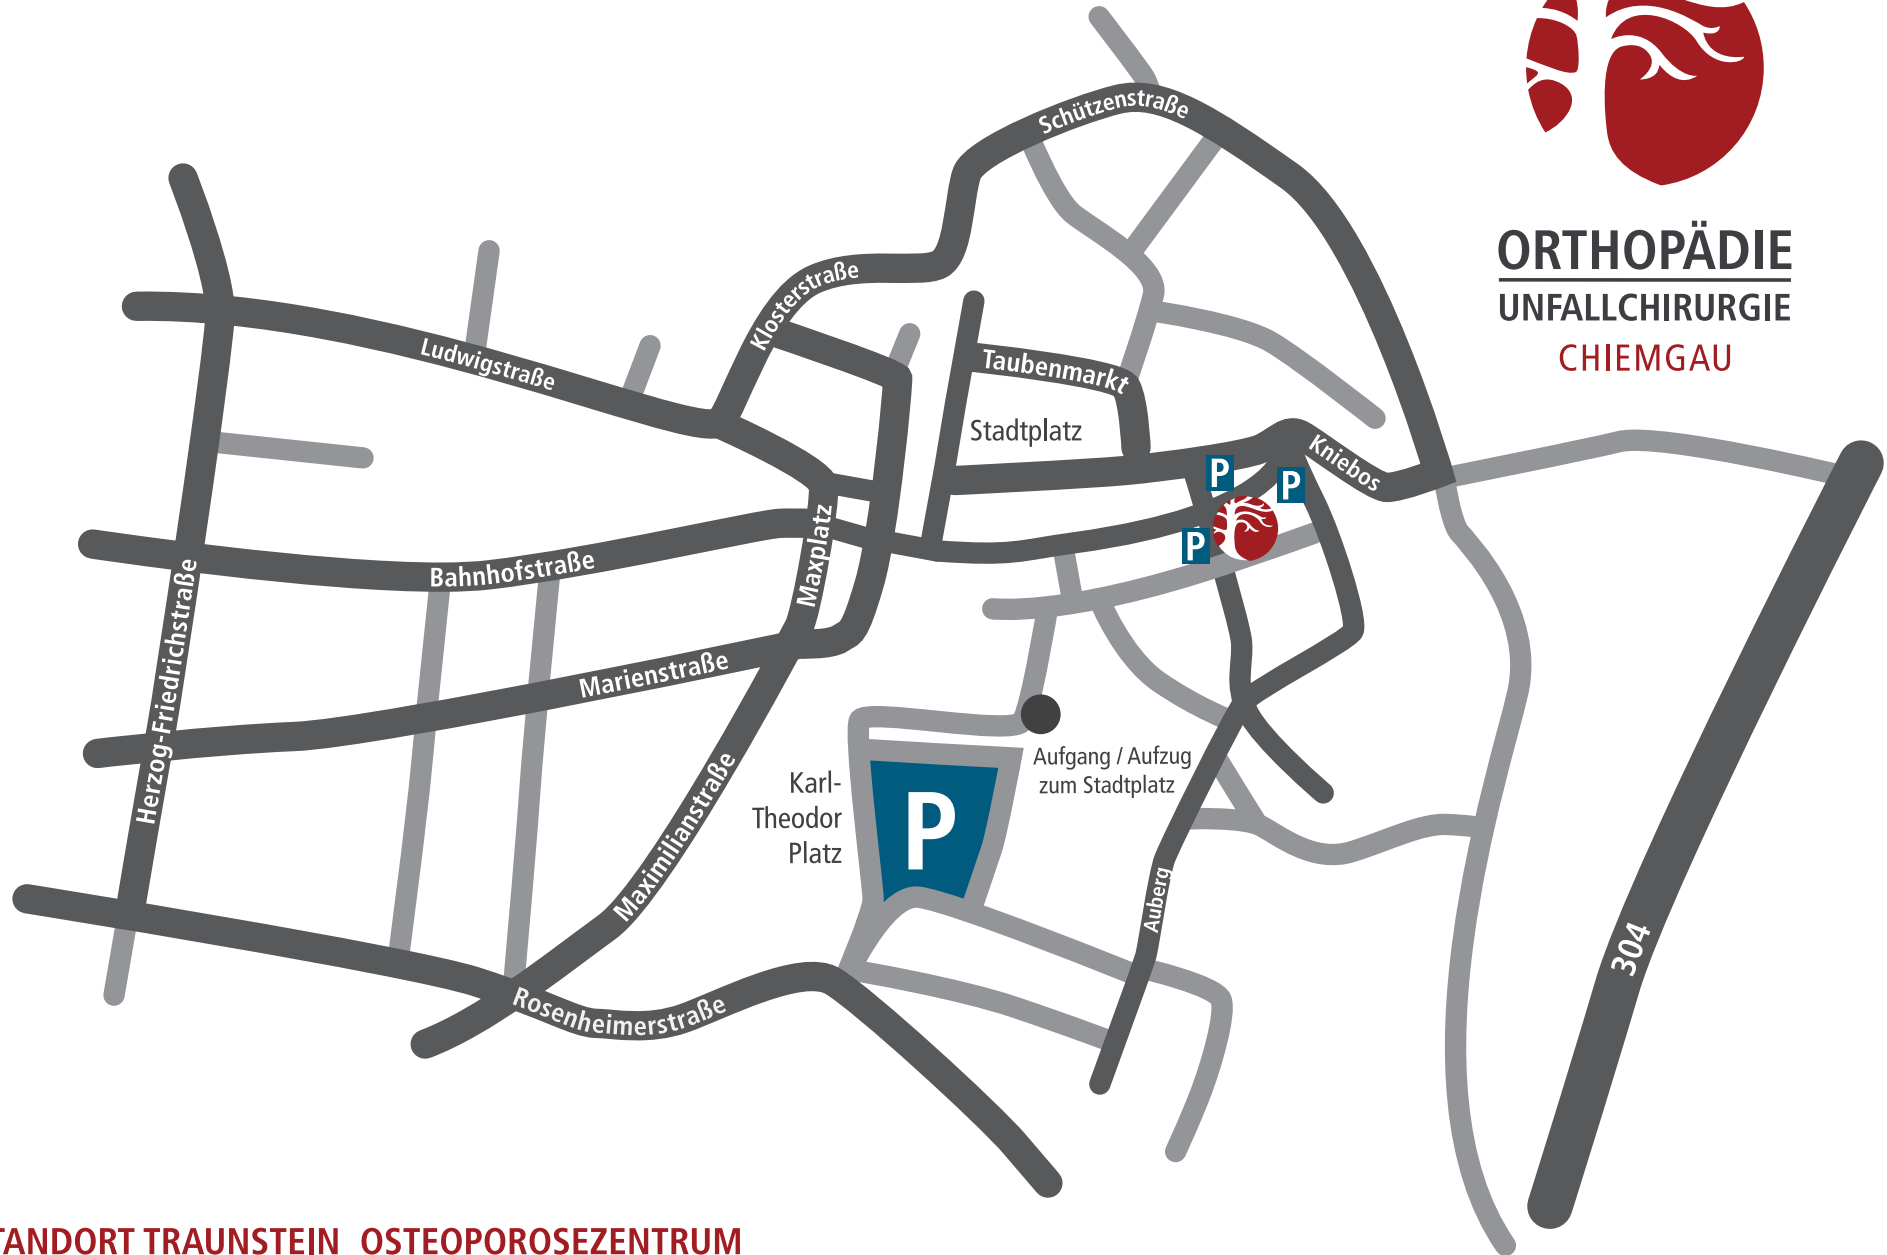 ORTHOPÄDIE
UNFALLCHIRURGIE
CHIEMGAU
Schützenstraße
Klosterstraße
Ludwigstraße
Taubenmarkt
Stadtplatz
Kniebos
P
P
P
Maxplatz
Bahnhofstraße
Herzog-Friedrichstraße
Marienstraße
Maximilianstraße
Aufgang / Aufzug
zum Stadtplatz
Karl-
Theodor
Platz
P
Auberg
304
Rosenheimerstraße
TANDORT TRAUNSTEIN OSTEOPOROSEZENTRUM